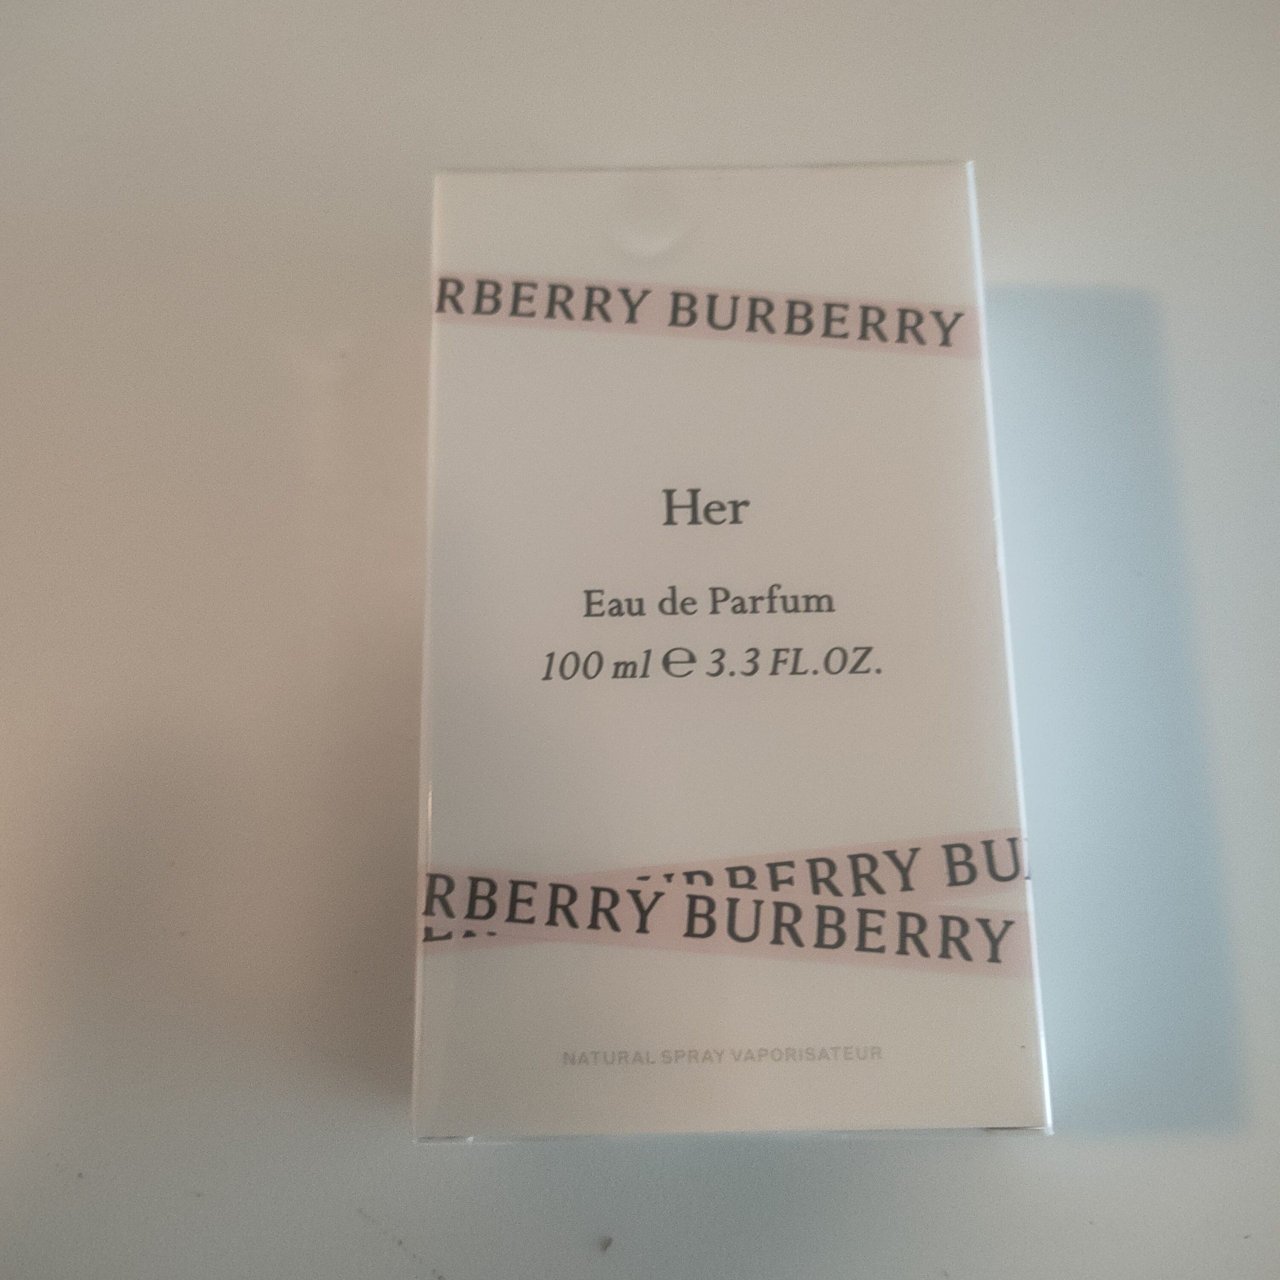 RBERRY BURBERRY
Her
Eau de Parfum
100 ml ℮ 3.3 FL.OZ.
RBERRY BU
RBERRY BURBERRY
NATURAL SPRAY VAPORISATEUR